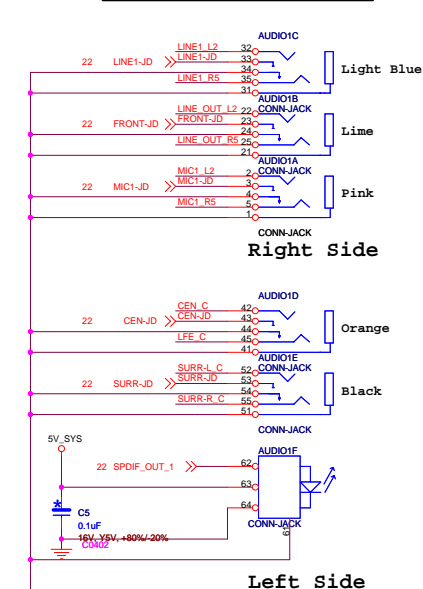 AUDIO1C
LINE1_L2 32
22 LINE1-JD LINE1-JD 33
34
LINE1_R5 35
31
Light Blue
CONN-JACK
AUDIO1B
LINE_OUT_L2 22
22 FRONT-JD FRONT-JD 23
24
LINE_OUT_R5 25
21
Lime
CONN-JACK
AUDIO1A
MIC1_L2 2
22 MIC1-JD MIC1-JD 3
4
MIC1_R5 5
1
Pink
CONN-JACK
Right Side
AUDIO1D
CEN_C 42
22 CEN-JD CEN-JD 43
44
LFE_C 45
41
Orange
CONN-JACK
AUDIO1E
SURR-L_C 52
22 SURR-JD SURR-JD 53
54
SURR-R_C 55
51
Black
CONN-JACK
5V_SYS
AUDIO1F
22 SPDIF_OUT_1 62
63
64
61
CONN-JACK
C5
0.1uF
16V, Y5V, +80%/-20%
C0402
Left Side